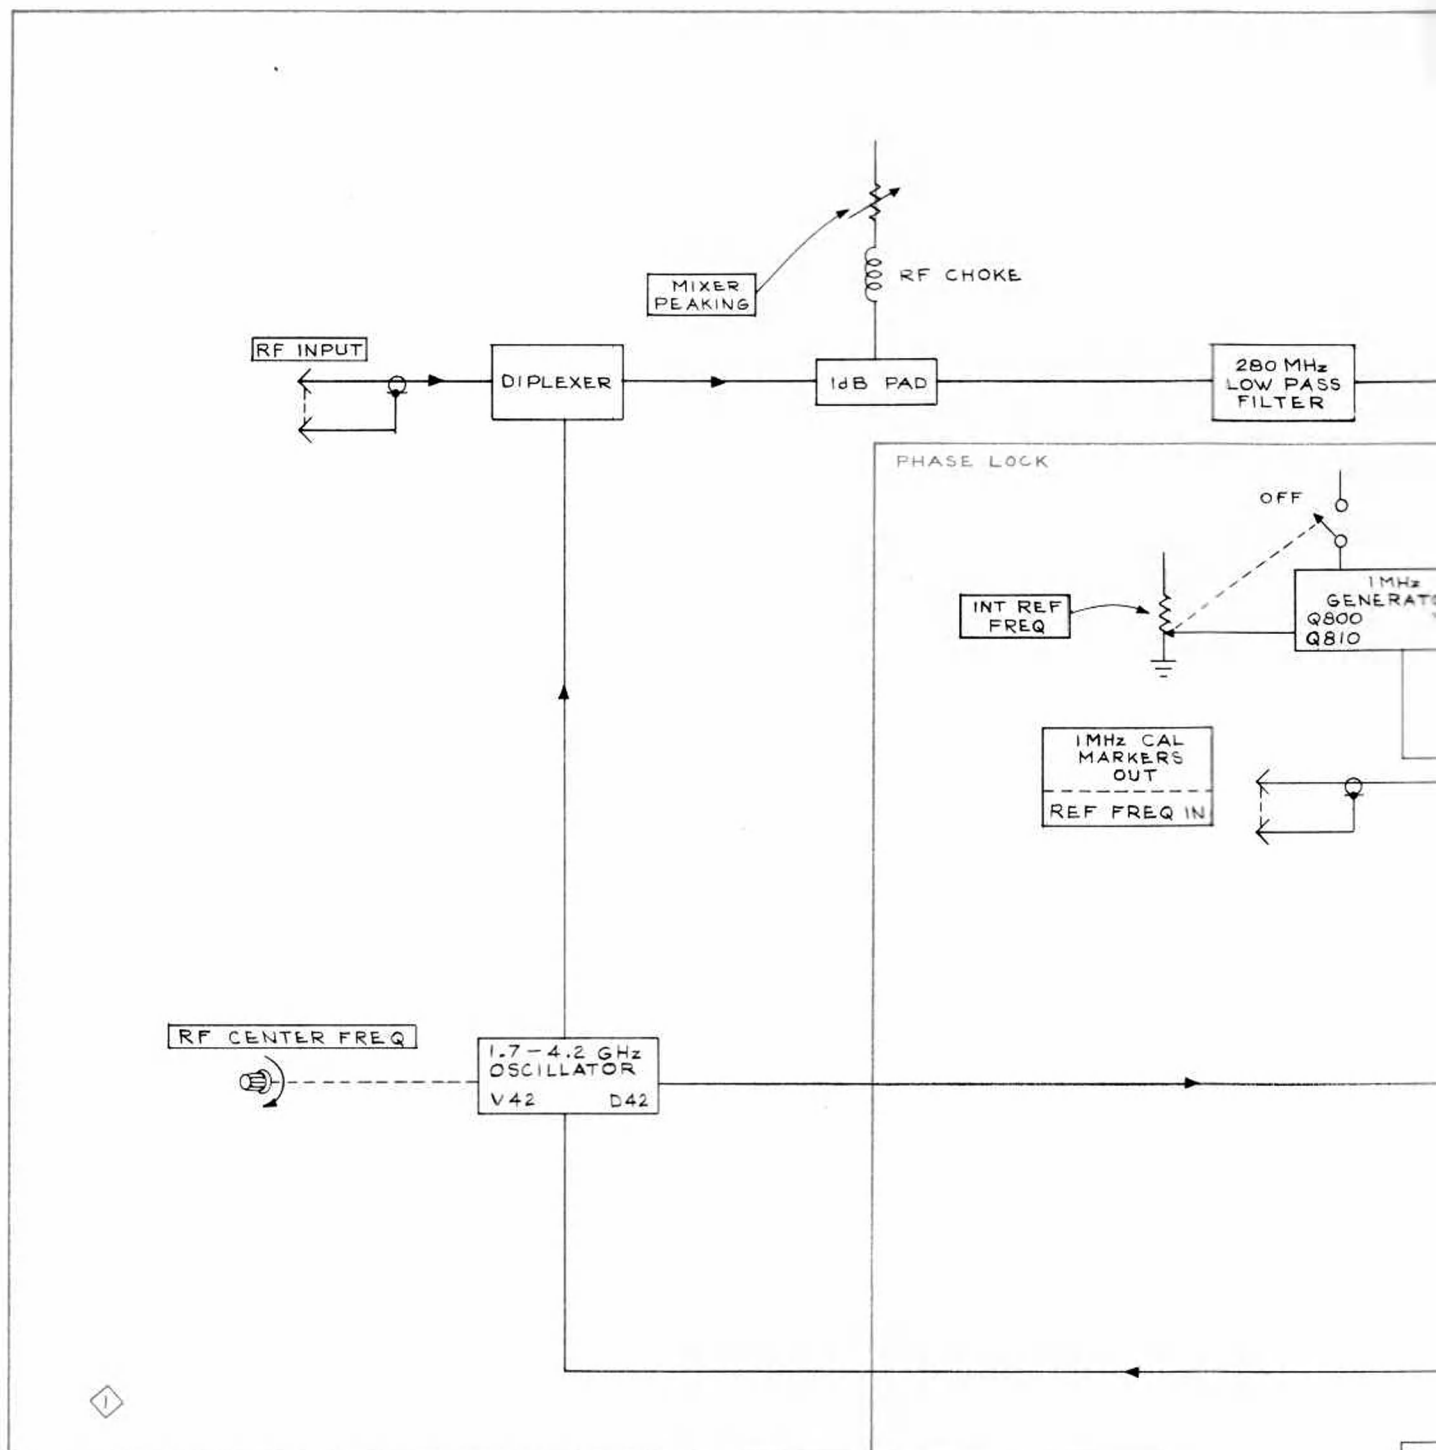 MIXER
PEAKING
RF CHOKE
RF INPUT
DIPLEXER
1dB PAD
280 MHz
LOW PASS
FILTER
PHASE LOCK
OFF
INT REF
FREQ
1MHz
Q800
Q810
1MHz CAL
MARKERS
OUT
REF FREQ IN
RF CENTER FREQ
1.7-4.2 GHz
OSCILLATOR
V42 D42
1